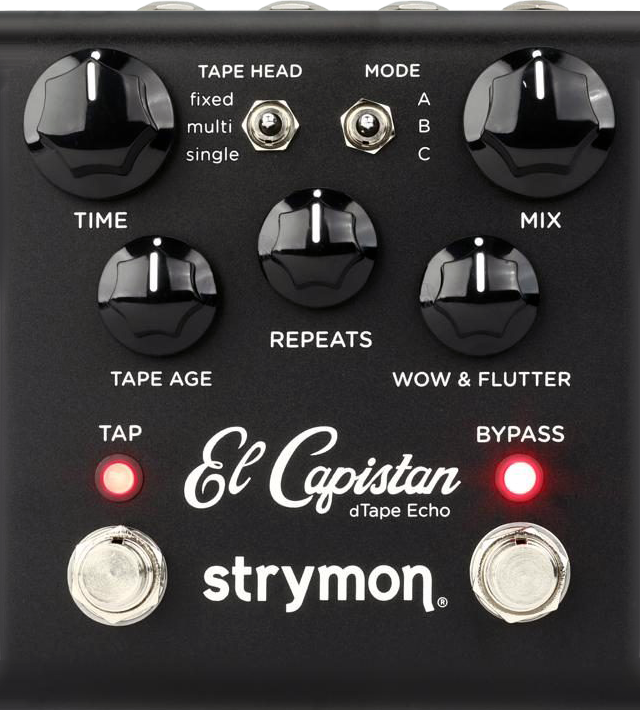 TAPE HEAD
MODE
fixed
multi
single
A
B
C
TIME
MIX
REPEATS
TAPE AGE
WOW & FLUTTER
TAP
BYPASS
El Capistan
dTape Echo
strymon®